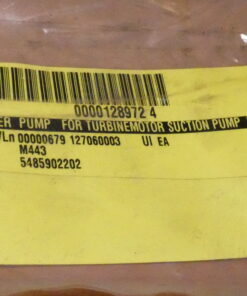 0000128972 4
ER PUMP FOR TURBINEMOTOR SUCTION PUMP
/Ln 00000679 127060003 UI EA
M443
5485902202